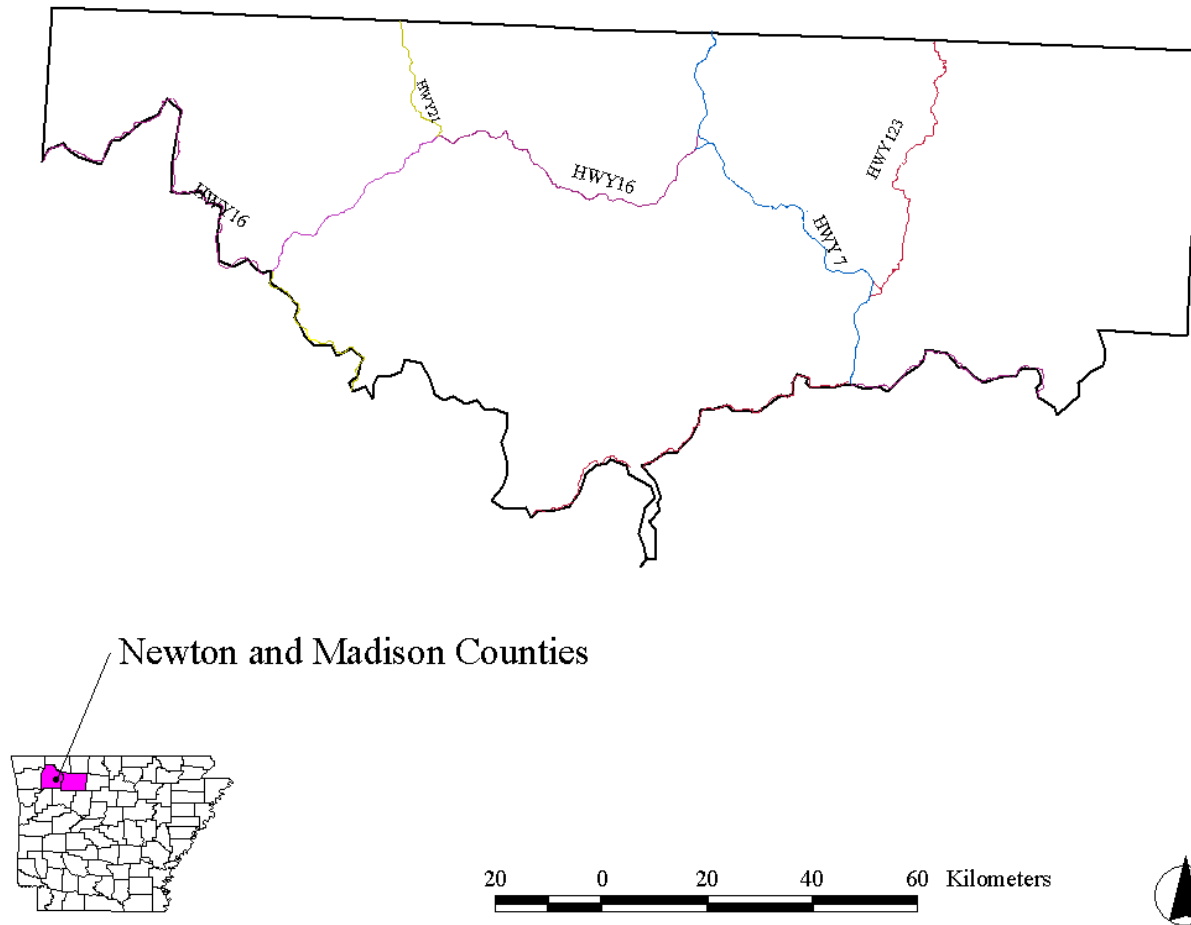 HWY21
HWY123
HWY16
HWY16
HWY 7
Newton and Madison Counties
20 0 20 40 60 Kilometers